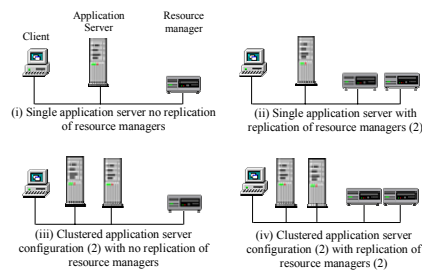 Application
Server
Resource
manager
Client
(i) Single application server no replication
of resource managers
(ii) Single application server with
replication of resource managers (2)
(iii) Clustered application server
configuration (2) with no replication of
resource managers
(iv) Clustered application server
configuration (2) with replication of
resource managers (2)